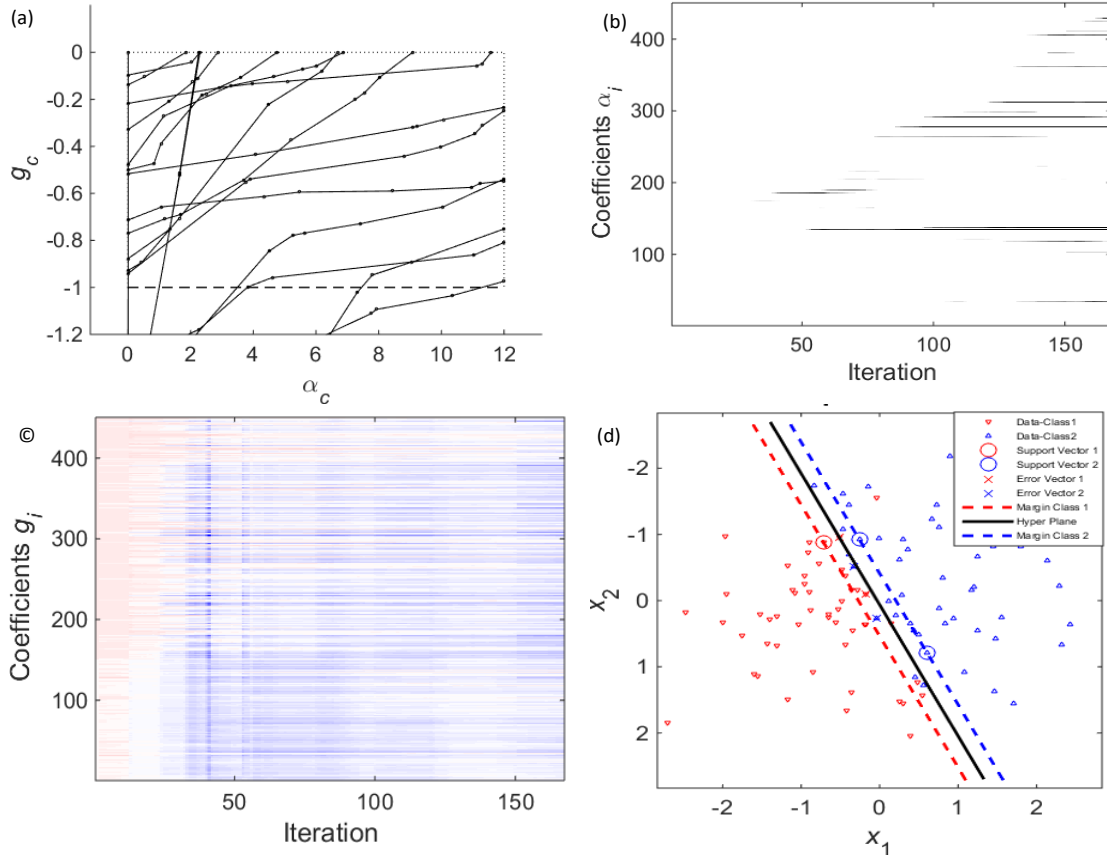 (a)
0
-0.2
-0.4
-0.6
-0.8
-1
-1.2
g_c
0 2 4 6 8 10 12
α_c
(b)
400
300
200
100
Coefficients α_i
50 100 150
Iteration
©
400
300
200
100
Coefficients g_i
50 100 150
Iteration
(d)
Data-Class1
Data-Class2
Support Vector 1
Support Vector 2
Error Vector 1
Error Vector 2
Margin Class 1
Hyper Plane
Margin Class 2
-2
-1
0
1
2
x_2
-2 -1 0 1 2
x_1